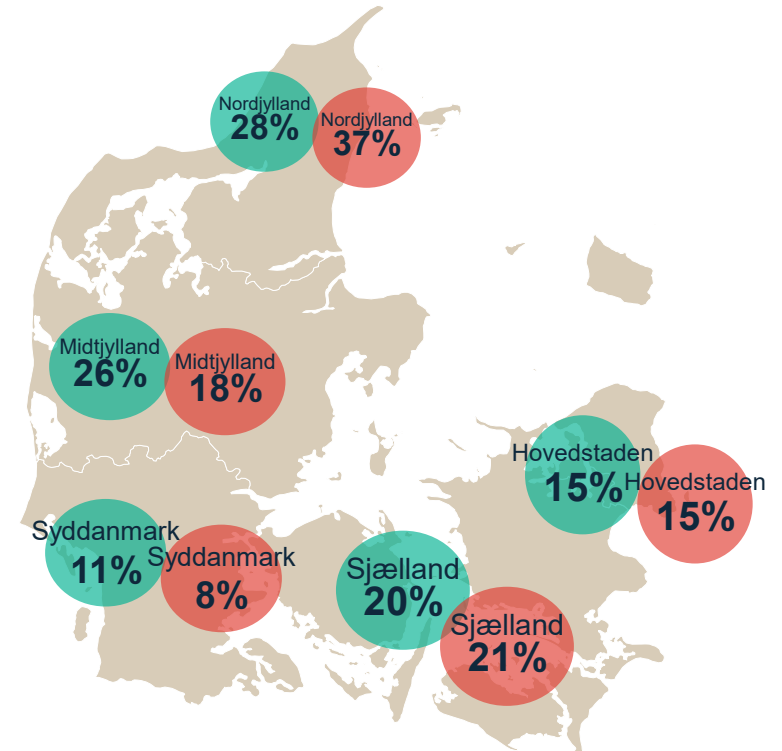 Nordjylland
28%
Nordjylland
37%
Midtjylland
26%
Midtjylland
18%
Hovedstaden
15%
Hovedstaden
15%
Syddanmark
11%
Syddanmark
8%
Sjælland
20%
Sjælland
21%